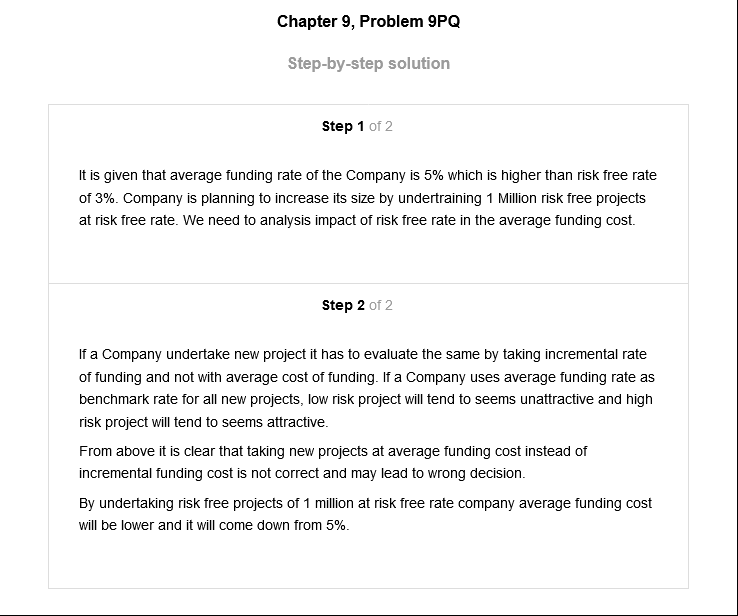 Chapter 9, Problem 9PQ
Step-by-step solution
Step 1 of 2
It is given that average funding rate of the Company is 5% which is higher than risk free rate
of 3%. Company is planning to increase its size by undertraining 1 Million risk free projects
at risk free rate. We need to analysis impact of risk free rate in the average funding cost.
Step 2 of 2
If a Company undertake new project it has to evaluate the same by taking incremental rate
of funding and not with average cost of funding. If a Company uses average funding rate as
benchmark rate for all new projects, low risk project will tend to seems unattractive and high
risk project will tend to seems attractive.
From above it is clear that taking new projects at average funding cost instead of
incremental funding cost is not correct and may lead to wrong decision.
By undertaking risk free projects of 1 million at risk free rate company average funding cost
will be lower and it will come down from 5%.